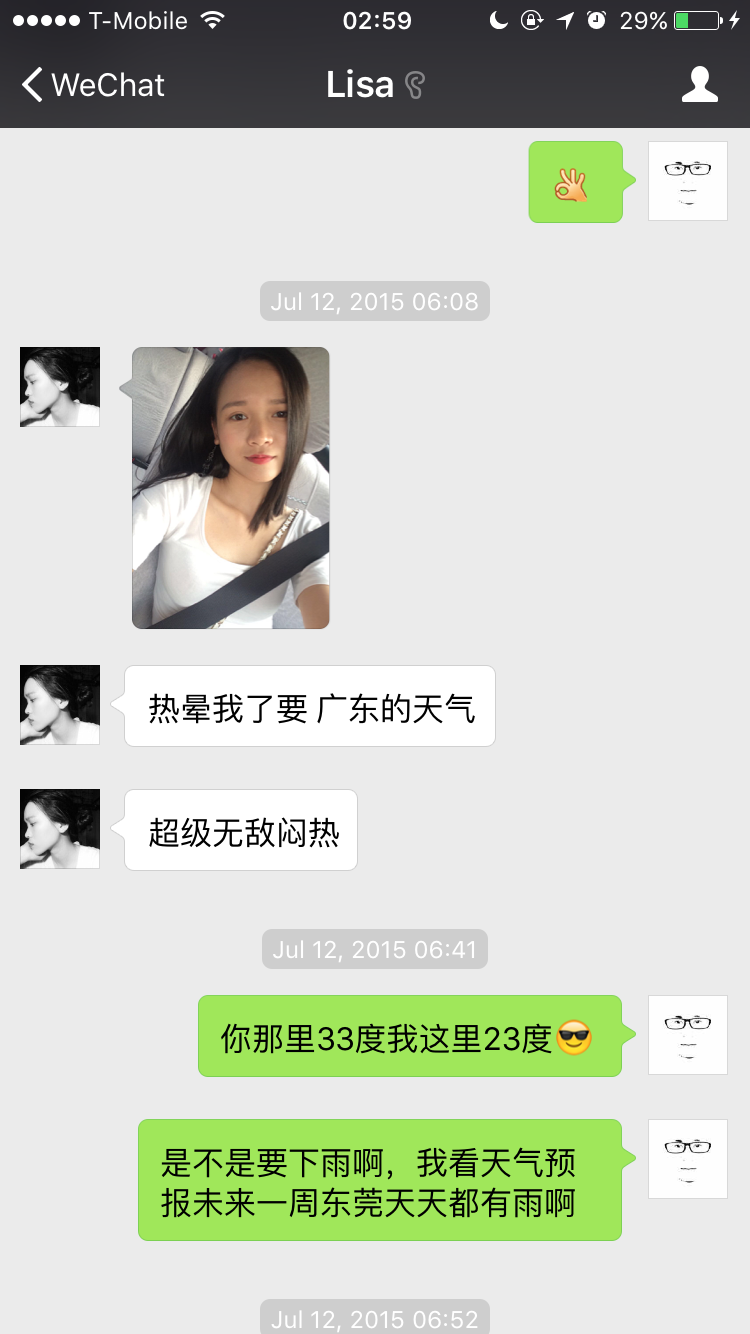 T-Mobile 02:59 29%
WeChat Lisa
👌
Jul 12, 2015 06:08
热晕我了要 广东的天气
超级无敌闷热
Jul 12, 2015 06:41
你那里33度我这里23度😎
是不是要下雨啊，我看天气预
报未来一周东莞天天都有雨啊
Jul 12, 2015 06:52